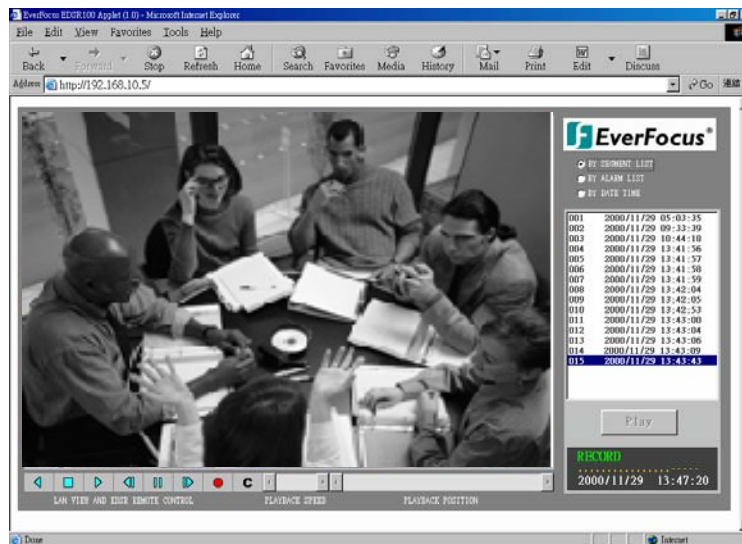 EverFocus EDSR100 Applet (1.0) - Microsoft Internet Explorer
File Edit View Favorites Tools Help
Back Forward Stop Refresh Home Search Favorites Media History Mail Print Edit Discuss
Address http://192.168.10.5/ Go 連結
EverFocus®
BY SEGMENT LIST
BY ALARM LIST
BY DATE TIME
001 2000/11/29 05:03:35
002 2000/11/29 09:33:39
003 2000/11/29 10:44:10
004 2000/11/29 13:41:56
005 2000/11/29 13:41:57
006 2000/11/29 13:41:58
007 2000/11/29 13:41:59
008 2000/11/29 13:42:04
009 2000/11/29 13:42:05
010 2000/11/29 13:42:53
011 2000/11/29 13:43:00
012 2000/11/29 13:43:04
013 2000/11/29 13:43:06
014 2000/11/29 13:43:09
015 2000/11/29 13:43:43
Play
RECORD
2000/11/29 13:47:20
C
LAN VIEW AND EDSR REMOTE CONTROL PLAYBACK SPEED PLAYBACK POSITION
Done Internet